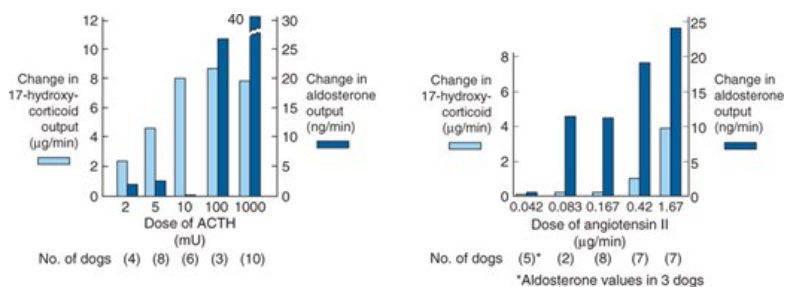 40
12
10
8
6
4
2
0
30
25
20
15
10
5
0
Change in
17-hydroxy-
corticoid
output
(μg/min)
Change in
aldosterone
output
(ng/min)
2 5 10 100 1000
Dose of ACTH
(mU)
No. of dogs (4) (8) (6) (3) (10)
8
6
4
2
0
25
20
15
10
5
0
Change in
17-hydroxy-
corticoid
output
(μg/min)
Change in
aldosterone
output
(ng/min)
0.042 0.083 0.167 0.42 1.67
Dose of angiotensin II
(μg/min)
No. of dogs (5)* (2) (8) (7) (7)
*Aldosterone values in 3 dogs